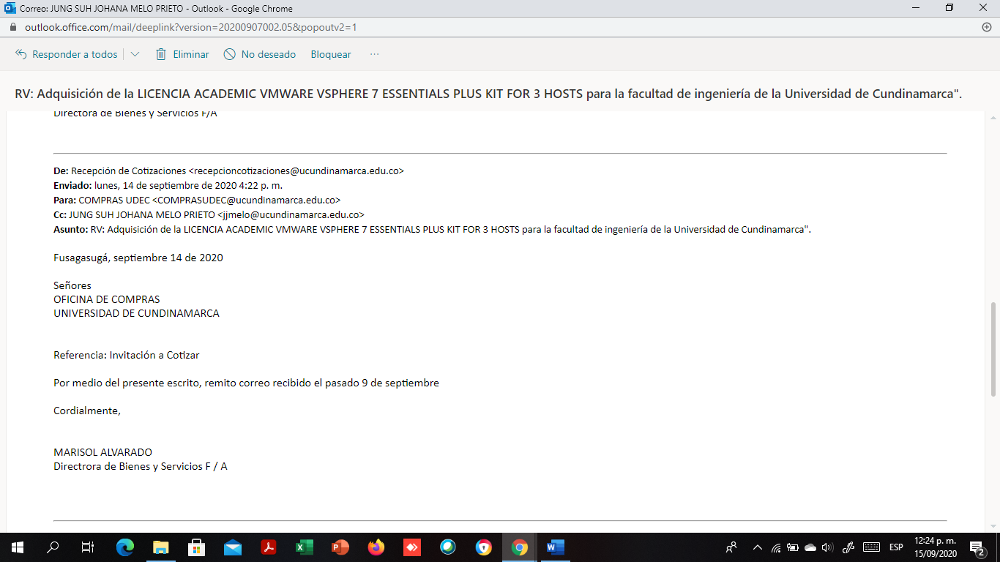 Correo: JUNG SUH JOHANA MELO PRIETO - Outlook - Google Chrome
outlook.office.com/mail/deeplink?version=20200907002.05&popoutv2=1
Responder a todos Eliminar No deseado Bloquear ...
RV: Adquisición de la LICENCIA ACADEMIC VMWARE VSPHERE 7 ESSENTIALS PLUS KIT FOR 3 HOSTS para la facultad de ingeniería de la Universidad de Cundinamarca".
Directora de Bienes y Servicios F/A
De: Recepción de Cotizaciones <recepcioncotizaciones@ucundinamarca.edu.co>
Enviado: lunes, 14 de septiembre de 2020 4:22 p. m.
Para: COMPRAS UDEC <COMPRASUDEC@ucundinamarca.edu.co>
Cc: JUNG SUH JOHANA MELO PRIETO <jjmelo@ucundinamarca.edu.co>
Asunto: RV: Adquisición de la LICENCIA ACADEMIC VMWARE VSPHERE 7 ESSENTIALS PLUS KIT FOR 3 HOSTS para la facultad de ingeniería de la Universidad de Cundinamarca".
Fusagasugá, septiembre 14 de 2020
Señores
OFICINA DE COMPRAS
UNIVERSIDAD DE CUNDINAMARCA
Referencia: Invitación a Cotizar
Por medio del presente escrito, remito correo recibido el pasado 9 de septiembre
Cordialmente,
MARISOL ALVARADO
Directrora de Bienes y Servicios F / A
ESP
12:24 p. m.
15/09/2020
2